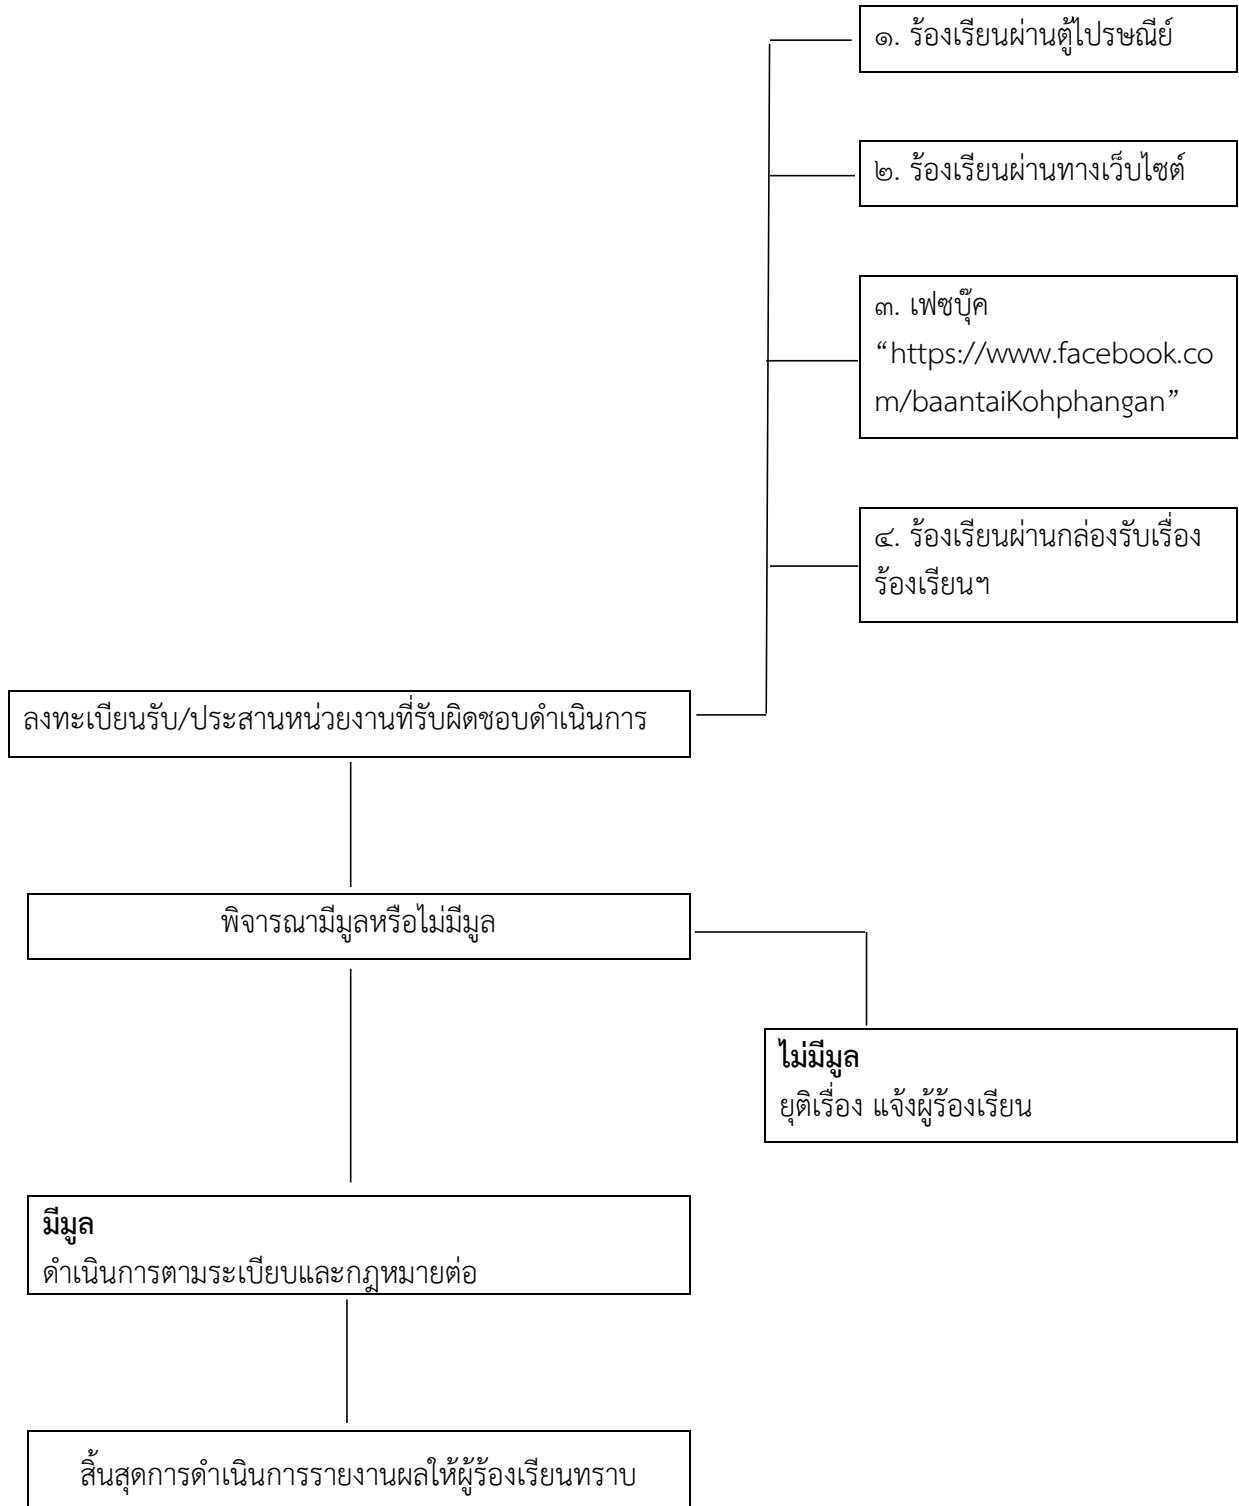 ๑. ร้องเรียนผ่านตู้ไปรษณีย์
๒. ร้องเรียนผ่านทางเว็บไซต์
๓. เฟซบุ๊ค
“https://www.facebook.co
m/baantaiKohphangan”
๔. ร้องเรียนผ่านกล่องรับเรื่อง
ร้องเรียนฯ
ลงทะเบียนรับ/ประสานหน่วยงานที่รับผิดชอบดำเนินการ
พิจารณามีมูลหรือไม่มีมูล
ไม่มีมูล
ยุติเรื่อง แจ้งผู้ร้องเรียน
มีมูล
ดำเนินการตามระเบียบและกฎหมายต่อ
สิ้นสุดการดำเนินการรายงานผลให้ผู้ร้องเรียนทราบ